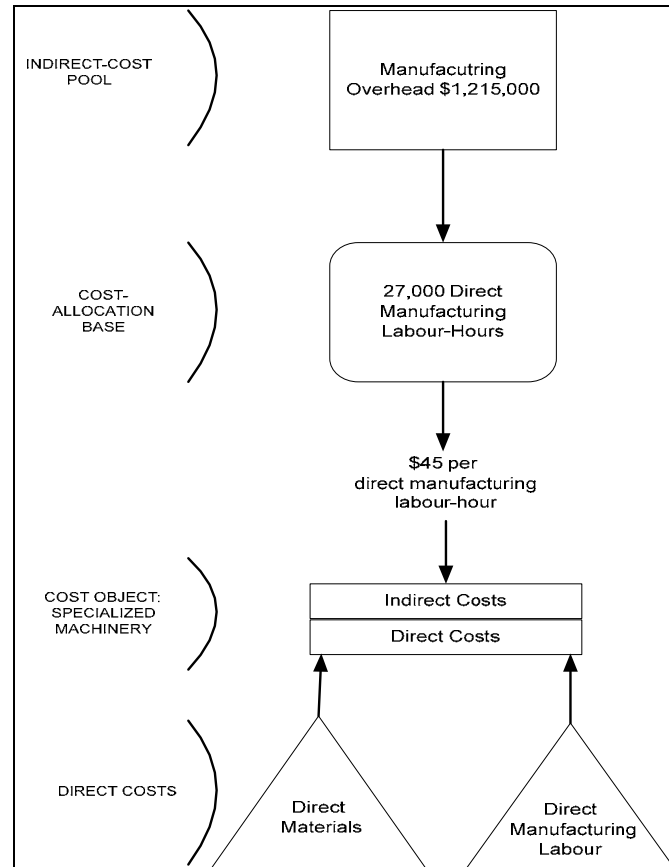 INDIRECT-COST
POOL
Manufacutring
Overhead $1,215,000
COST-
ALLOCATION
BASE
27,000 Direct
Manufacturing
Labour-Hours
$45 per
direct manufacturing
labour-hour
COST OBJECT:
SPECIALIZED
MACHINERY
Indirect Costs
Direct Costs
DIRECT COSTS
Direct
Materials
Direct
Manufacturing
Labour